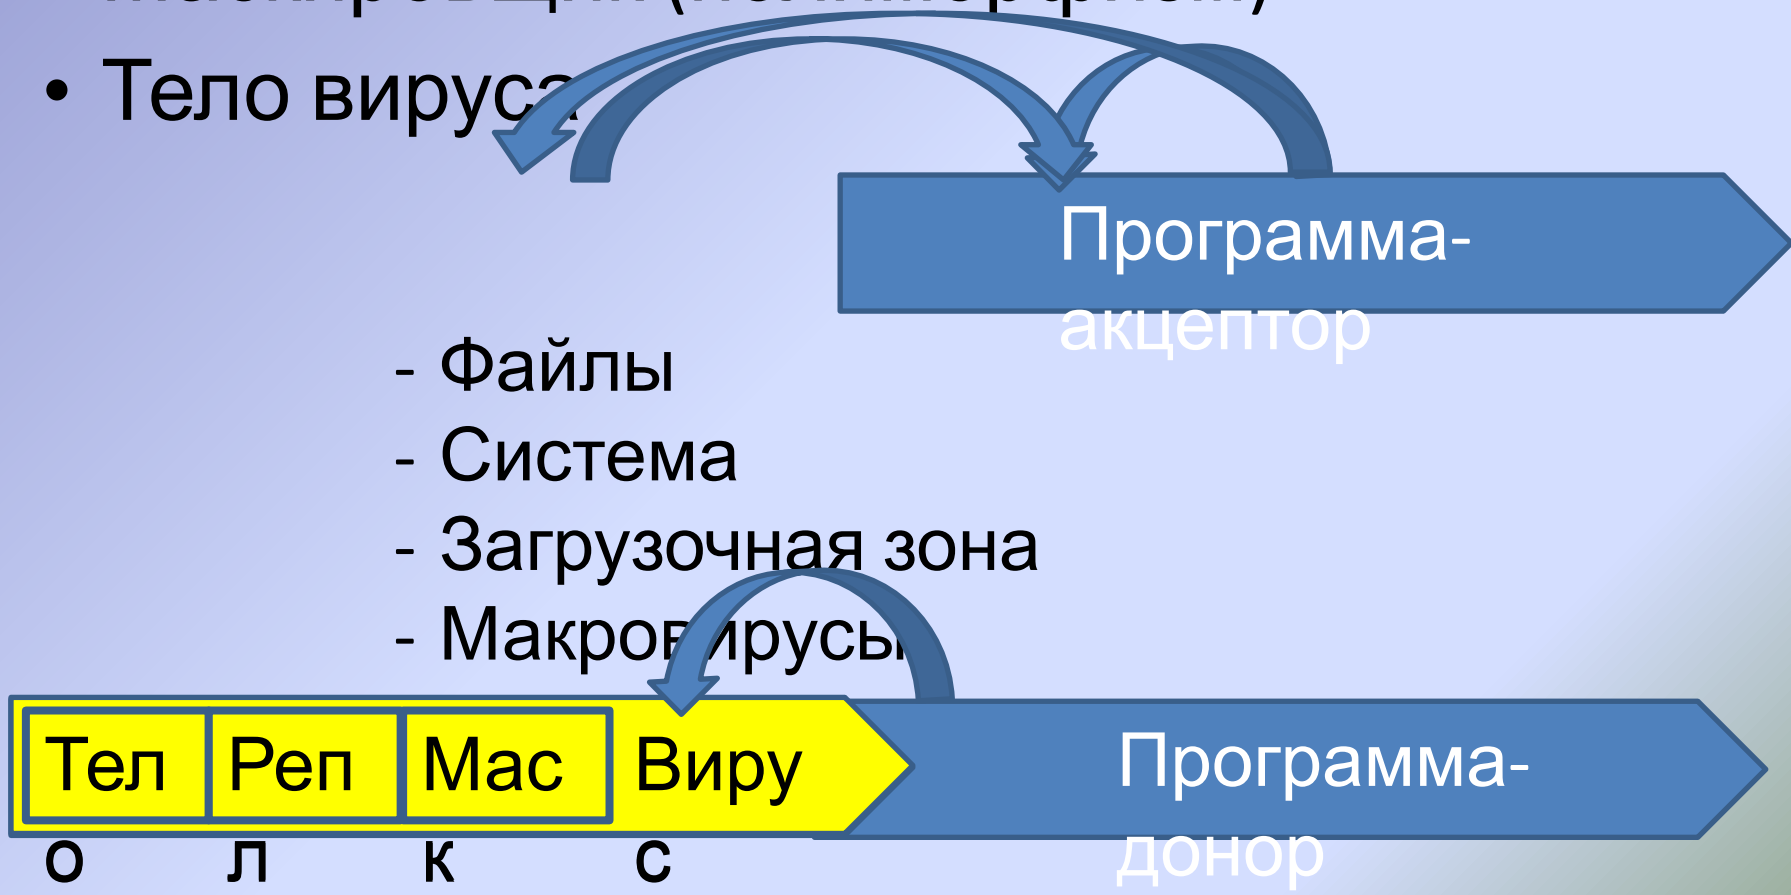 • Тело вируса
Программа-
акцептор
- Файлы
- Система
- Загрузочная зона
- Макровирусы
Тел Реп Мас Виру Программа-
о л к с донор